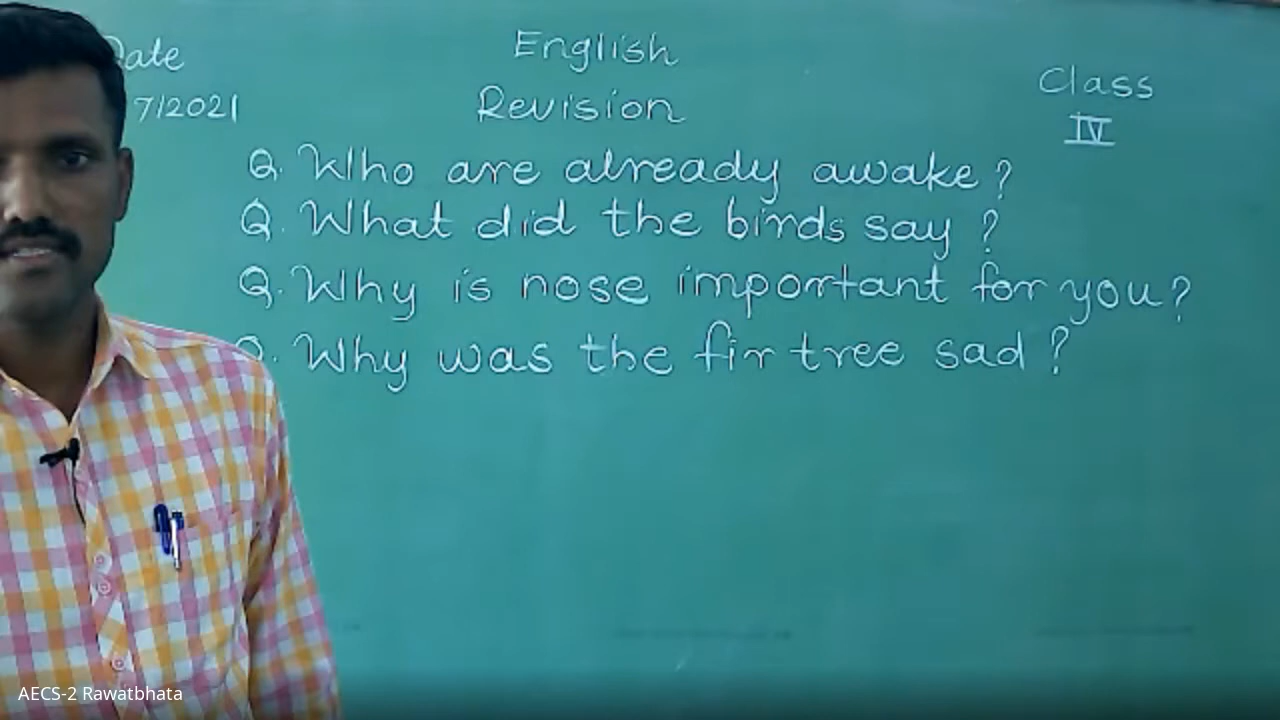 Date
English
Class
7/2021
Revision
IV
Q. Who are already awake?
Q. What did the birds say?
Q. Why is nose important for you?
Q. Why was the fir tree sad?
AECS-2 Rawatbhata